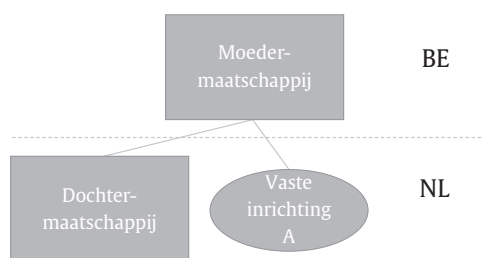 Moeder-
maatschappij
BE
Dochter-
maatschappij
Vaste
inrichting
A
NL